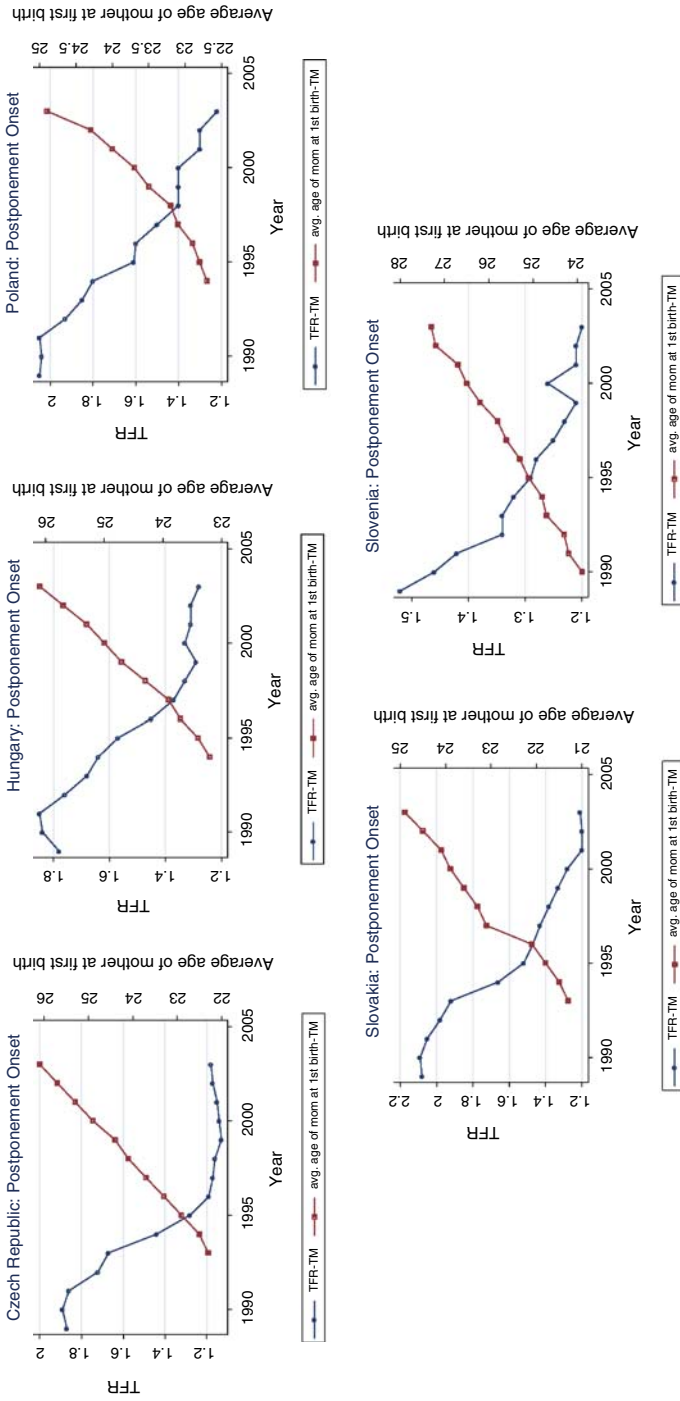 Czech Republic: Postponement Onset
TFR
2
1.8
1.6
1.4
1.2
Average age of mother at first birth
26
25
24
23
22
1990
1995
2000
2005
Year
TFR-TM
avg. age of mom at 1st birth-TM
Hungary: Postponement Onset
TFR
1.8
1.6
1.4
1.2
Average age of mother at first birth
26
25
24
23
1990
1995
2000
2005
Year
TFR-TM
avg. age of mom at 1st birth-TM
Poland: Postponement Onset
TFR
2
1.8
1.6
1.4
1.2
Average age of mother at first birth
25
24.5
24
23.5
23
22.5
1990
1995
2000
2005
Year
TFR-TM
avg. age of mom at 1st birth-TM
Slovakia: Postponement Onset
TFR
2.2
2
1.8
1.6
1.4
1.2
Average age of mother at first birth
25
24
23
22
21
1990
1995
2000
2005
Year
TFR-TM
avg. age of mom at 1st birth-TM
Slovenia: Postponement Onset
TFR
1.5
1.4
1.3
1.2
Average age of mother at first birth
28
27
26
25
24
1990
1995
2000
2005
Year
TFR-TM
avg. age of mom at 1st birth-TM